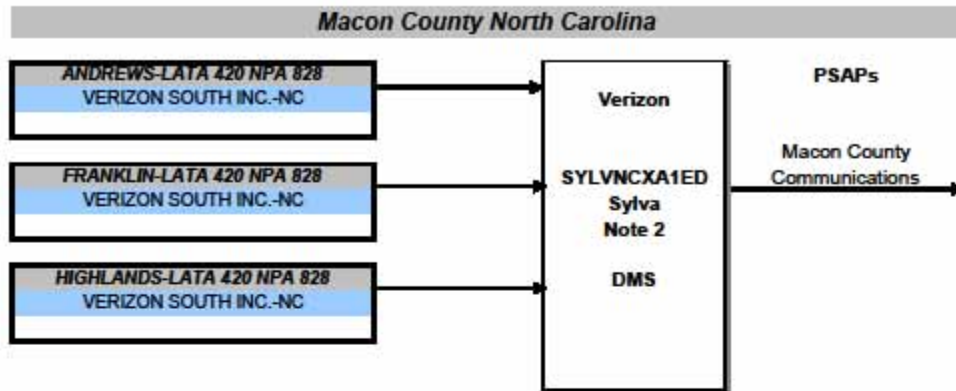 Macon County North Carolina
ANDREWS-LATA 420 NPA 828
VERIZON SOUTH INC.-NC
FRANKLIN-LATA 420 NPA 828
VERIZON SOUTH INC.-NC
HIGHLANDS-LATA 420 NPA 828
VERIZON SOUTH INC.-NC
Verizon
SYLVNCXA1ED
Sylva
Note 2
DMS
PSAPs
Macon County
Communications